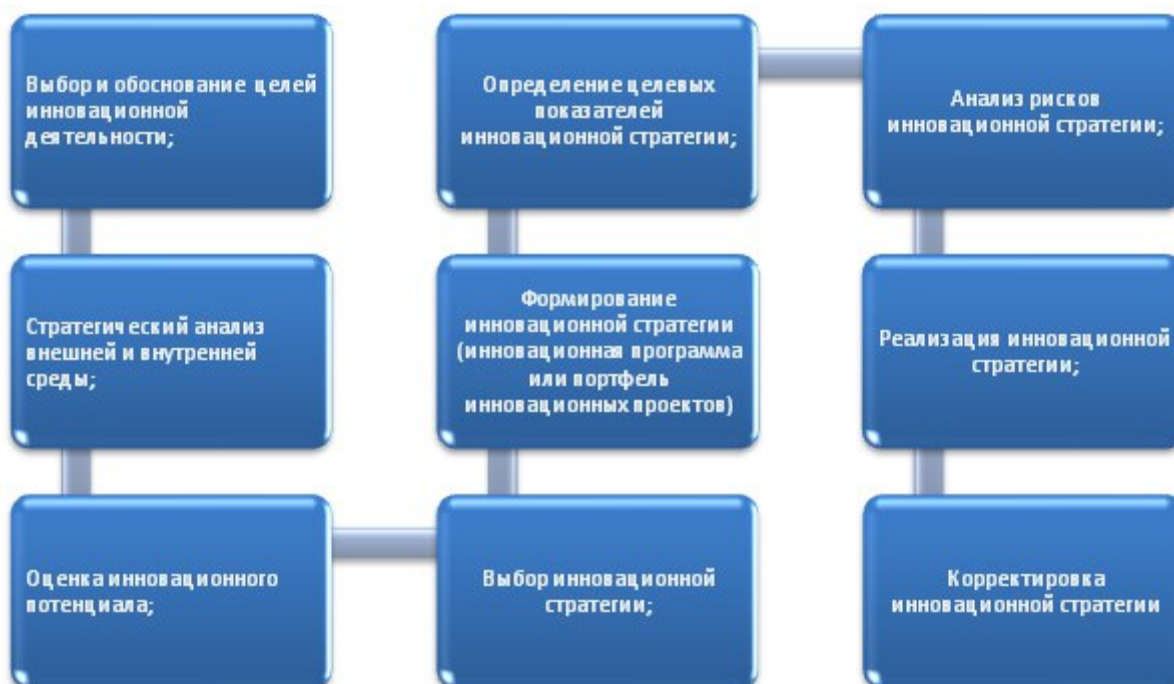 Выбор и обоснование целей
инновационной
деятельности;
Стратегический анализ
внешней и внутренней
среды;
Оценка инновационного
потенциала;
Выбор инновационной
стратегии;
Формирование
инновационной стратегии
(инновационная программа
или портфель
инновационных проектов)
Определение целевых
показателей
инновационной стратегии;
Анализ рисков
инновационной стратегии;
Реализация инновационной
стратегии;
Корректировка
инновационной стратегии